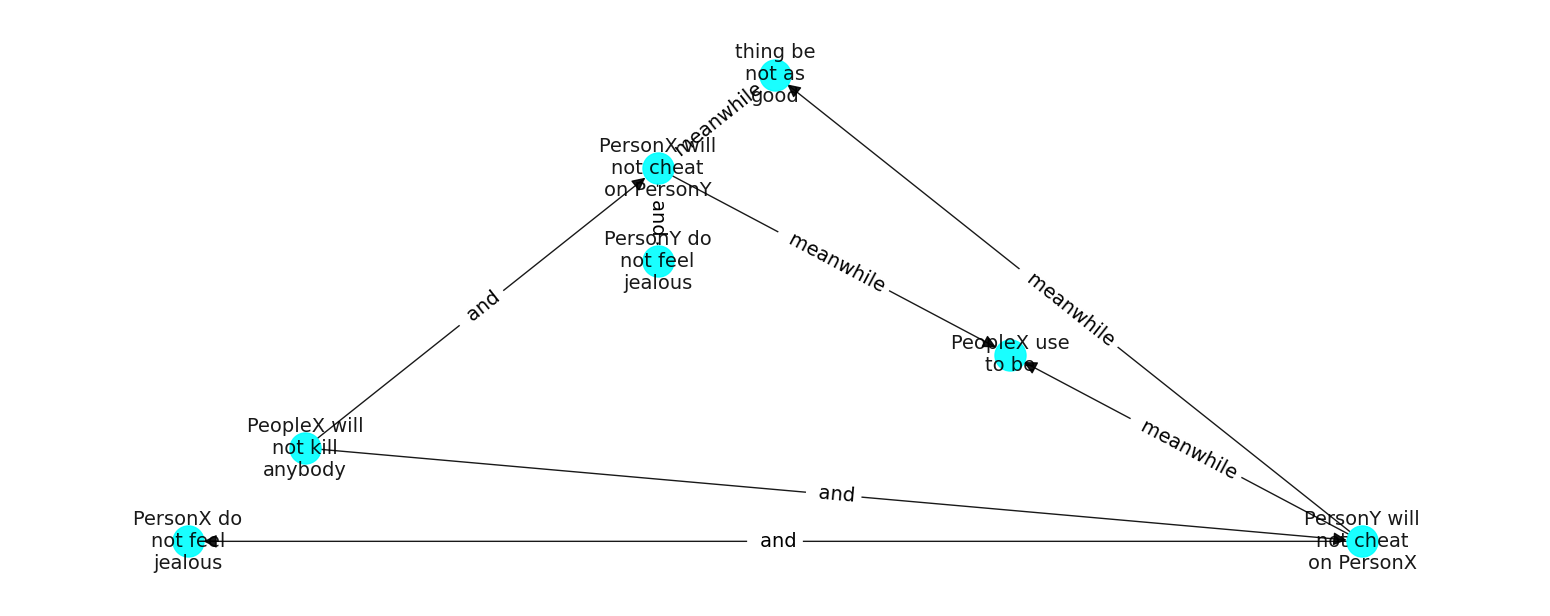 thing be
not as
good
meanwhile
PersonX will
not cheat
on PersonY
and
PersonY do
not feel
jealous
meanwhile
and
meanwhile
PeopleX use
to be
PeopleX will
not kill
anybody
meanwhile
and
PersonX do
not feel
jealous
and
PersonY will
not cheat
on PersonX